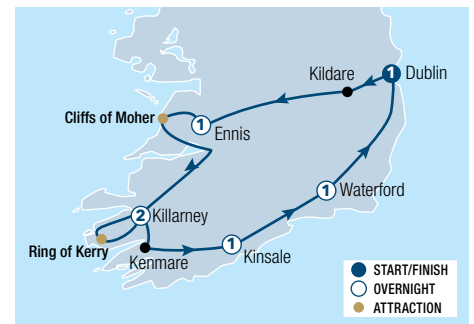 1 Dublin
Kildare
Cliffs of Moher
1
Ennis
1 Waterford
2 Killarney
Ring of Kerry
1
Kinsale
Kenmare
START/FINISH
OVERNIGHT
ATTRACTION